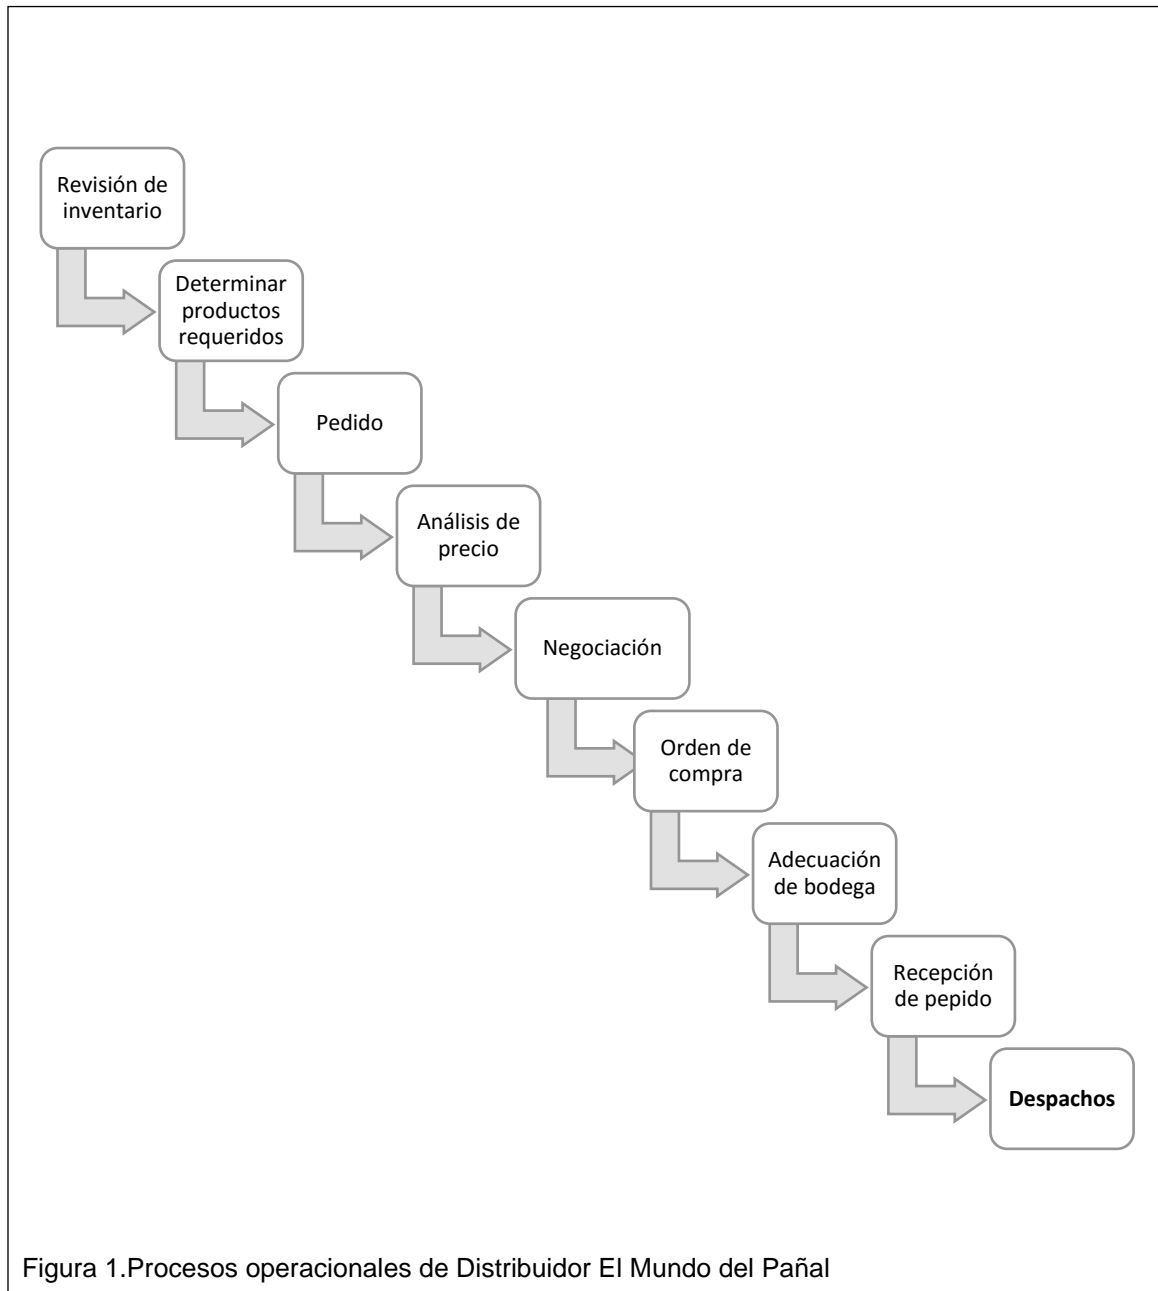 Revisión de
inventario
Determinar
productos
requeridos
Pedido
Análisis de
precio
Negociación
Orden de
compra
Adecuación
de bodega
Recepción
de pepido
Despachos
Figura 1.Procesos operacionales de Distribuidor El Mundo del Pañal